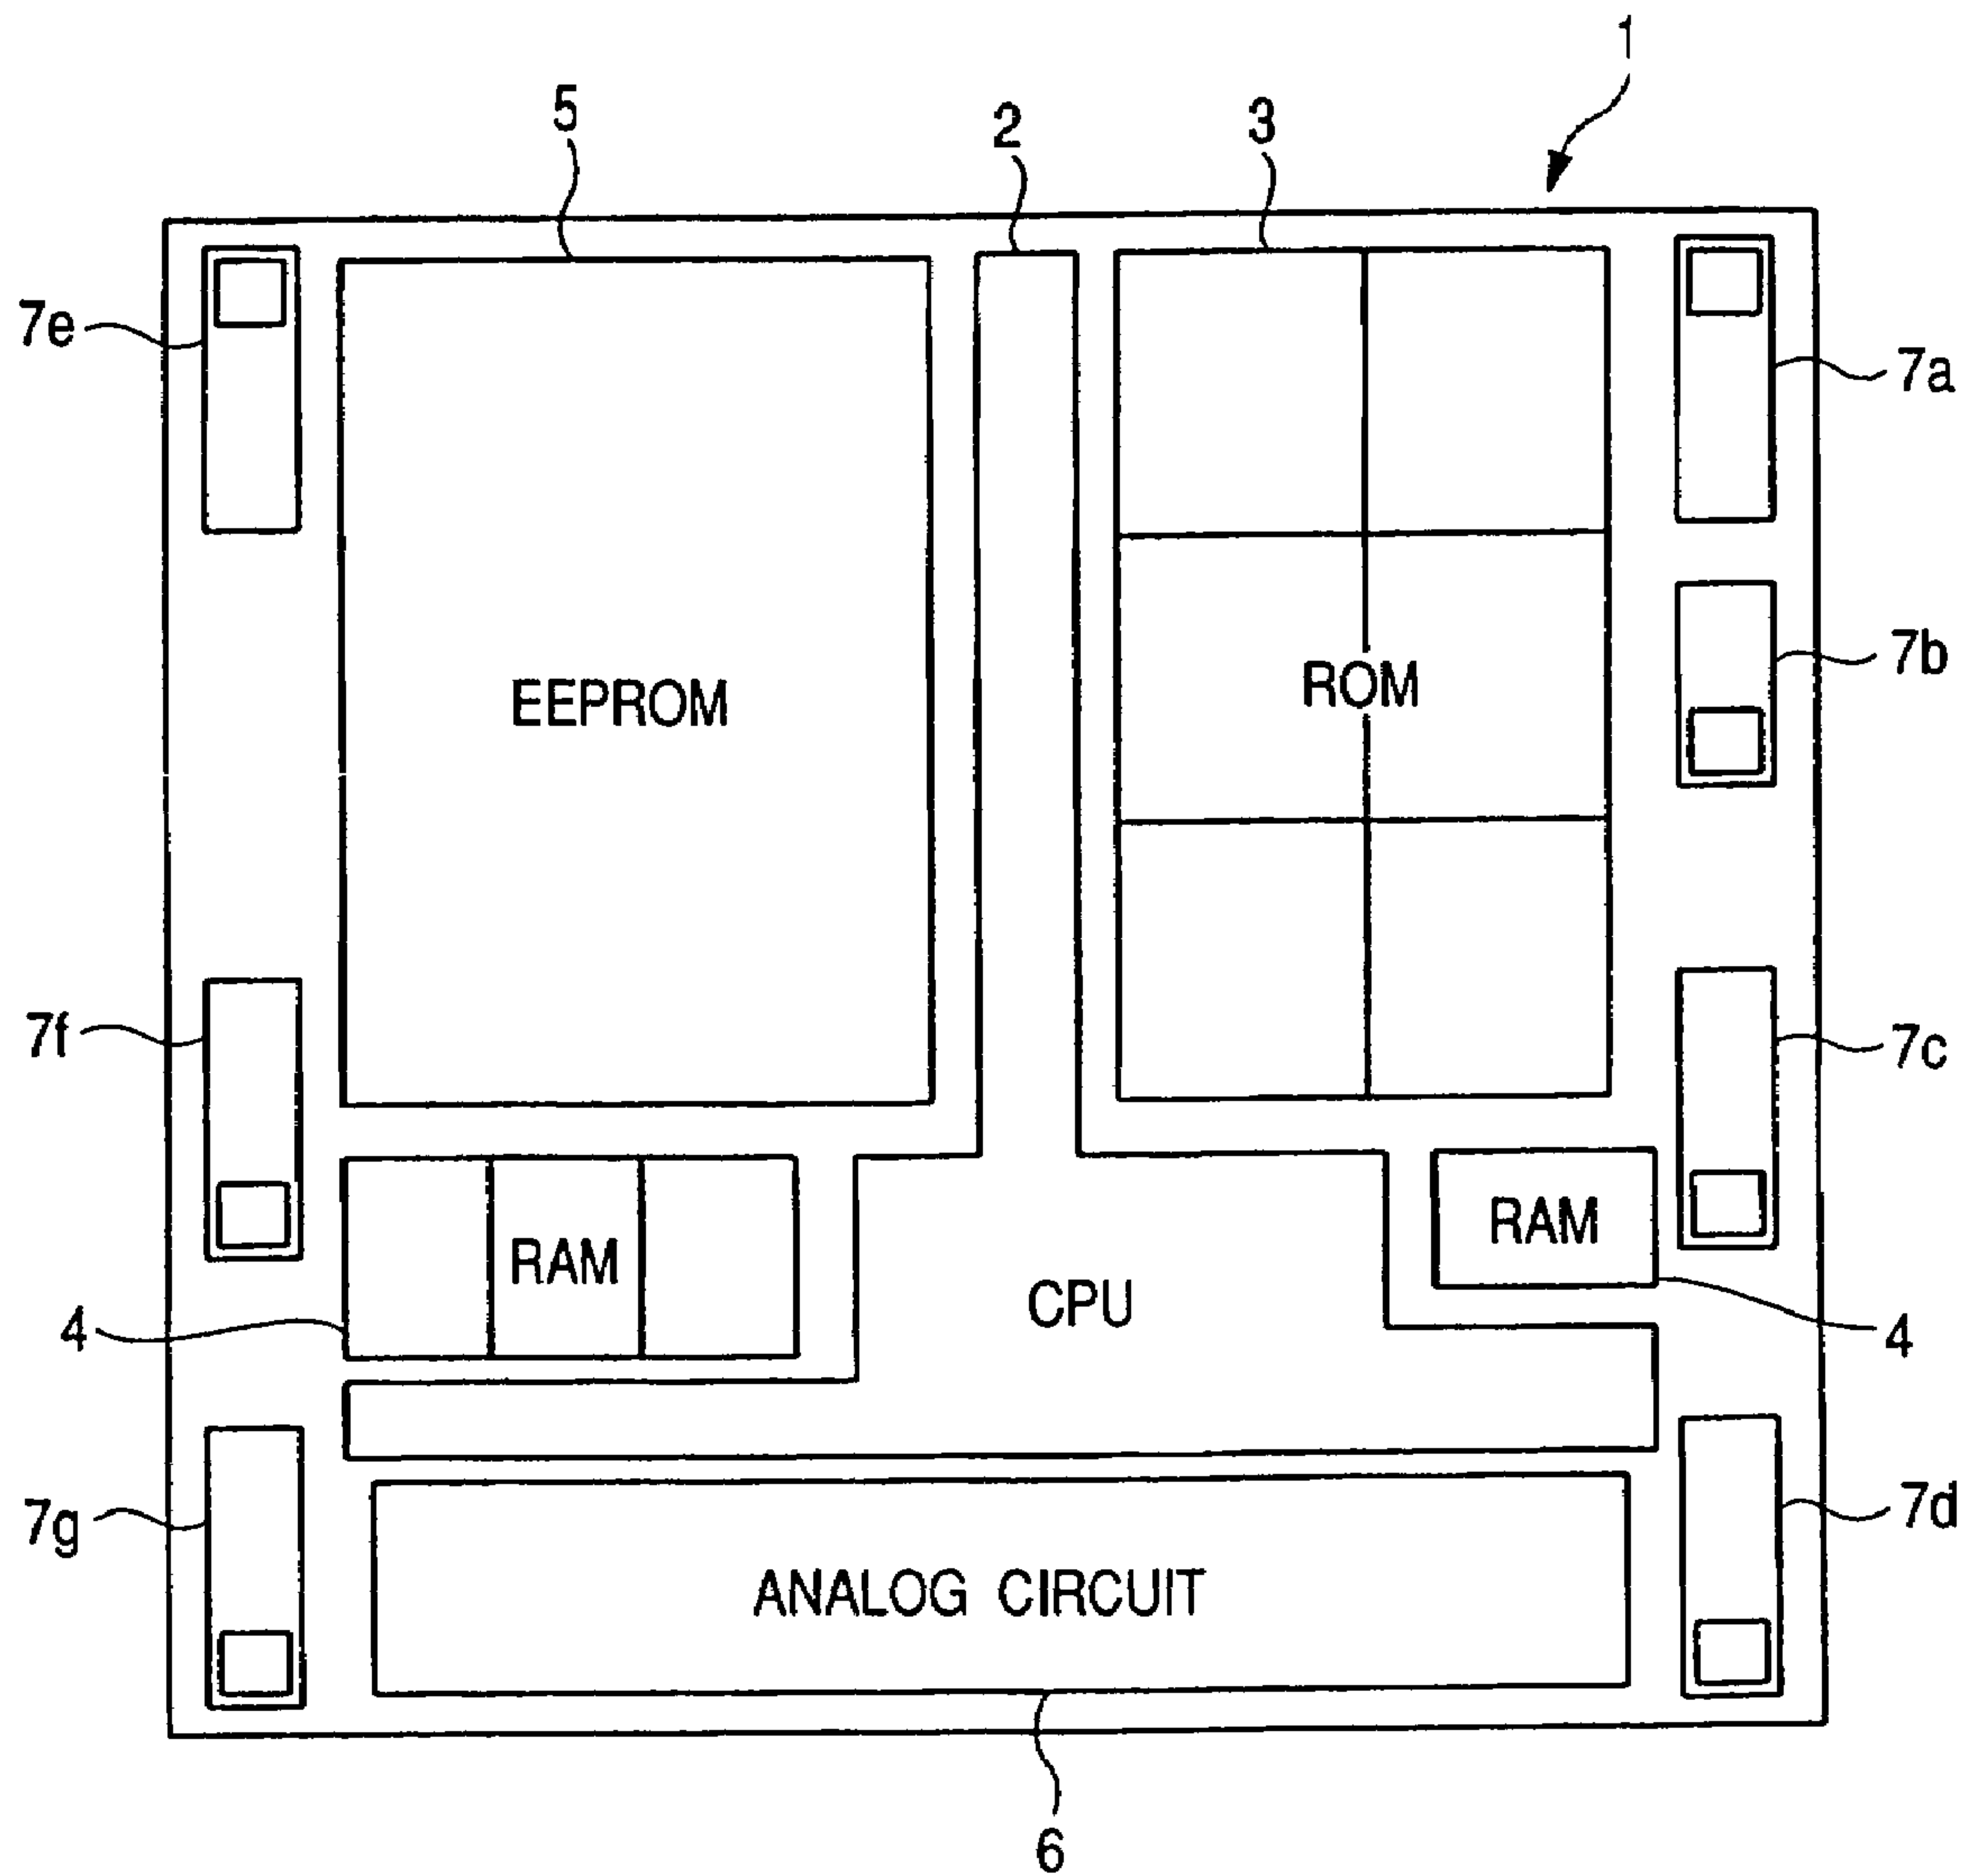 1
5
2
3
7e
7a
7b
EEPROM
ROM
7f
7c
RAM
RAM
CPU
4
4
7g
7d
ANALOG CIRCUIT
6